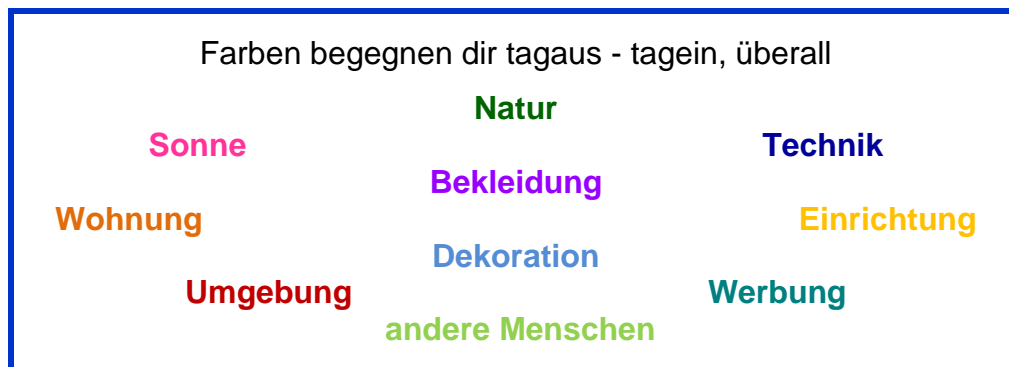 Farben begegnen dir tagaus - tagein, überall
Natur
Sonne
Technik
Bekleidung
Wohnung
Einrichtung
Dekoration
Umgebung
Werbung
andere Menschen